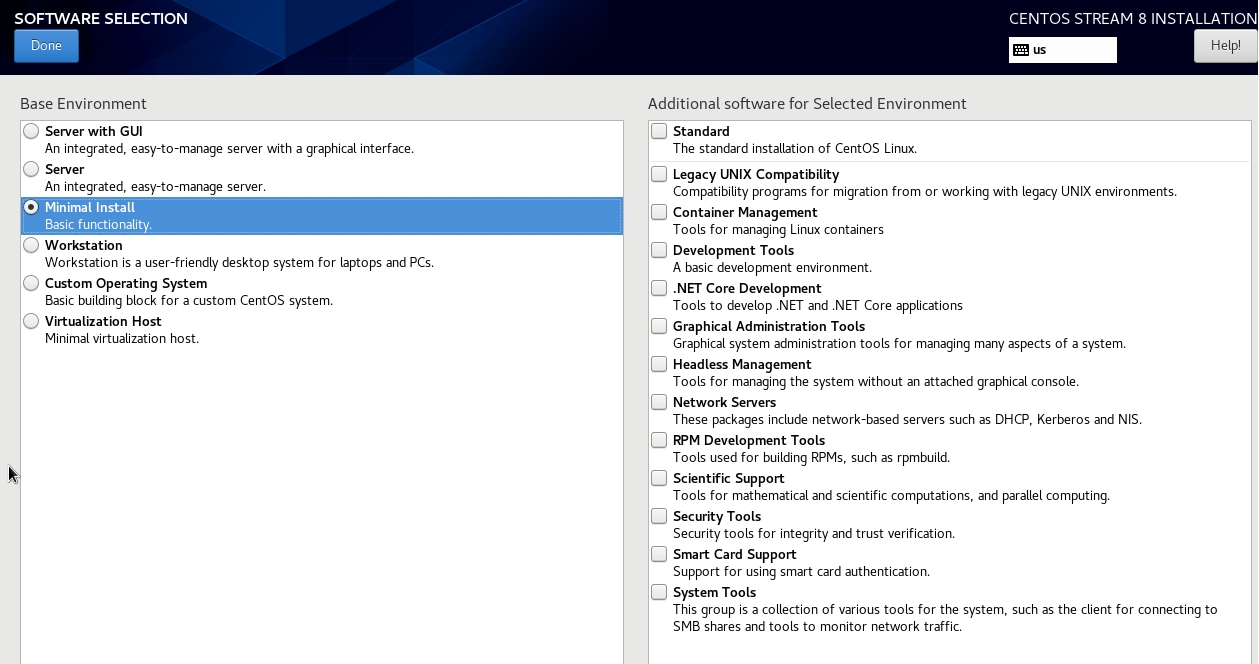 SOFTWARE SELECTION
CENTOS STREAM 8 INSTALLATION
Done
us
Help!
Base Environment
Server with GUI
An integrated, easy-to-manage server with a graphical interface.
Server
An integrated, easy-to-manage server.
Minimal Install
Basic functionality.
Workstation
Workstation is a user-friendly desktop system for laptops and PCs.
Custom Operating System
Basic building block for a custom CentOS system.
Virtualization Host
Minimal virtualization host.
Additional software for Selected Environment
Standard
The standard installation of CentOS Linux.
Legacy UNIX Compatibility
Compatibility programs for migration from or working with legacy UNIX environments.
Container Management
Tools for managing Linux containers
Development Tools
A basic development environment.
.NET Core Development
Tools to develop .NET and .NET Core applications
Graphical Administration Tools
Graphical system administration tools for managing many aspects of a system.
Headless Management
Tools for managing the system without an attached graphical console.
Network Servers
These packages include network-based servers such as DHCP, Kerberos and NIS.
RPM Development Tools
Tools used for building RPMs, such as rpmbuild.
Scientific Support
Tools for mathematical and scientific computations, and parallel computing.
Security Tools
Security tools for integrity and trust verification.
Smart Card Support
Support for using smart card authentication.
System Tools
This group is a collection of various tools for the system, such as the client for connecting to
SMB shares and tools to monitor network traffic.